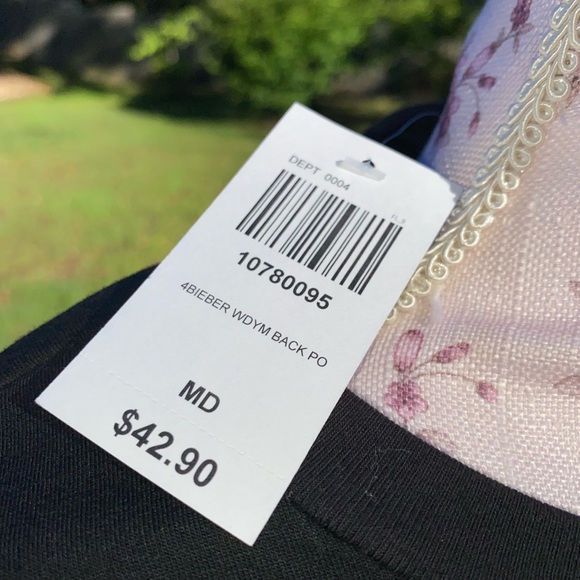 DEPT 0004
10780095
4BIEBER WDYM BACK PO
MD
$42.90